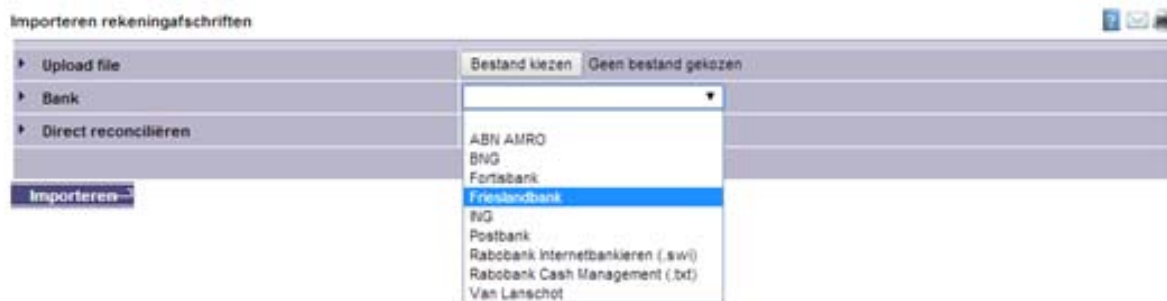 Importeren rekeningafschriften
Upload file Bestand kiezen Geen bestand gekozen
Bank
Direct reconciliëren
ABN AMRO
BNG
Fortisbank
Frieslandbank
ING
Postbank
Rabobank Internetbankieren (.swi)
Rabobank Cash Management (.txt)
Van Lanschot
Importeren